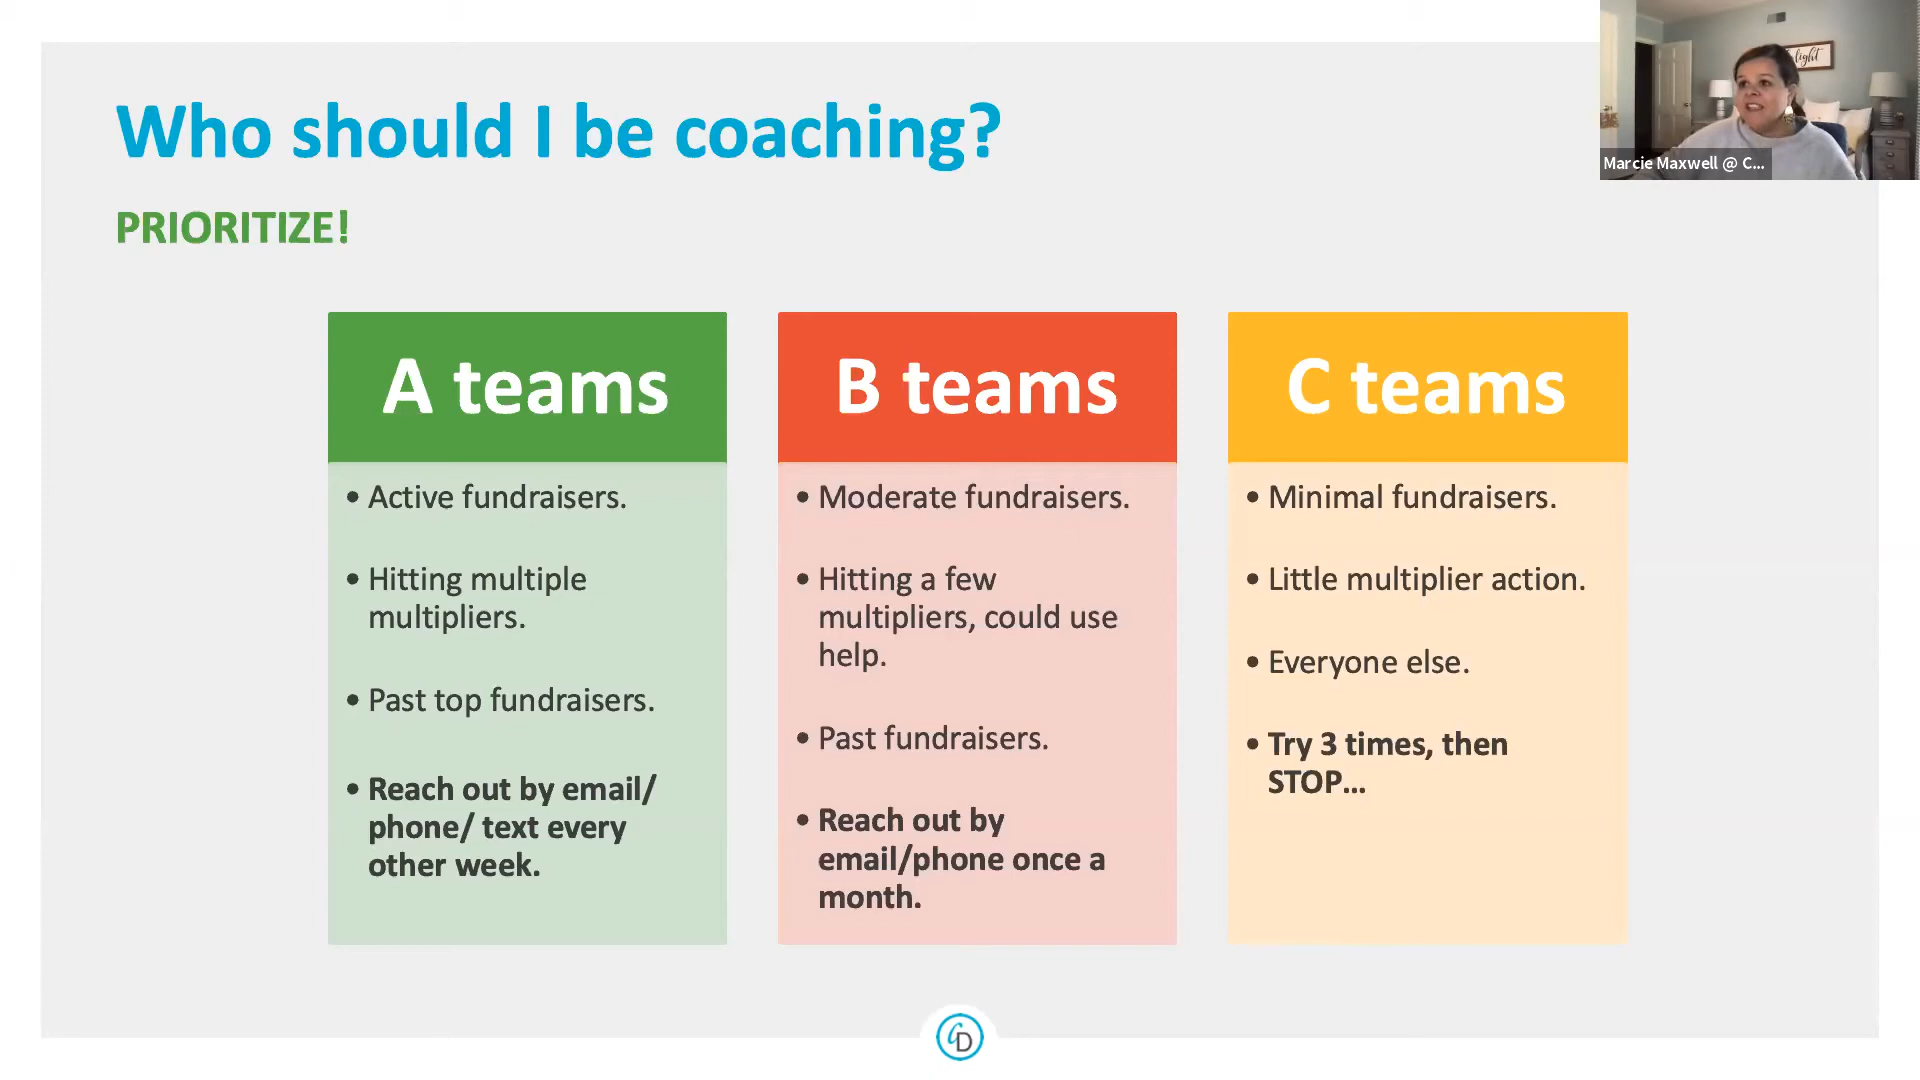 Who should I be coaching?
PRIORITIZE!
light
Marcie Maxwell @ C...
A teams
• Active fundraisers.
• Hitting multiple
multipliers.
• Past top fundraisers.
• Reach out by email/
phone/ text every
other week.
B teams
• Moderate fundraisers.
• Hitting a few
multipliers, could use
help.
• Past fundraisers.
• Reach out by
email/phone once a
month.
C teams
• Minimal fundraisers.
• Little multiplier action.
• Everyone else.
• Try 3 times, then
STOP...
CD